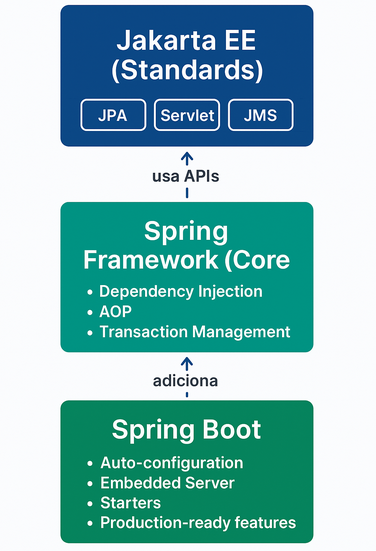 Jakarta EE
(Standards)
JPA Servlet JMS
usa APIs
Spring
Framework (Core
• Dependency Injection
• AOP
• Transaction Management
adiciona
Spring Boot
• Auto-configuration
• Embedded Server
• Starters
• Production-ready features